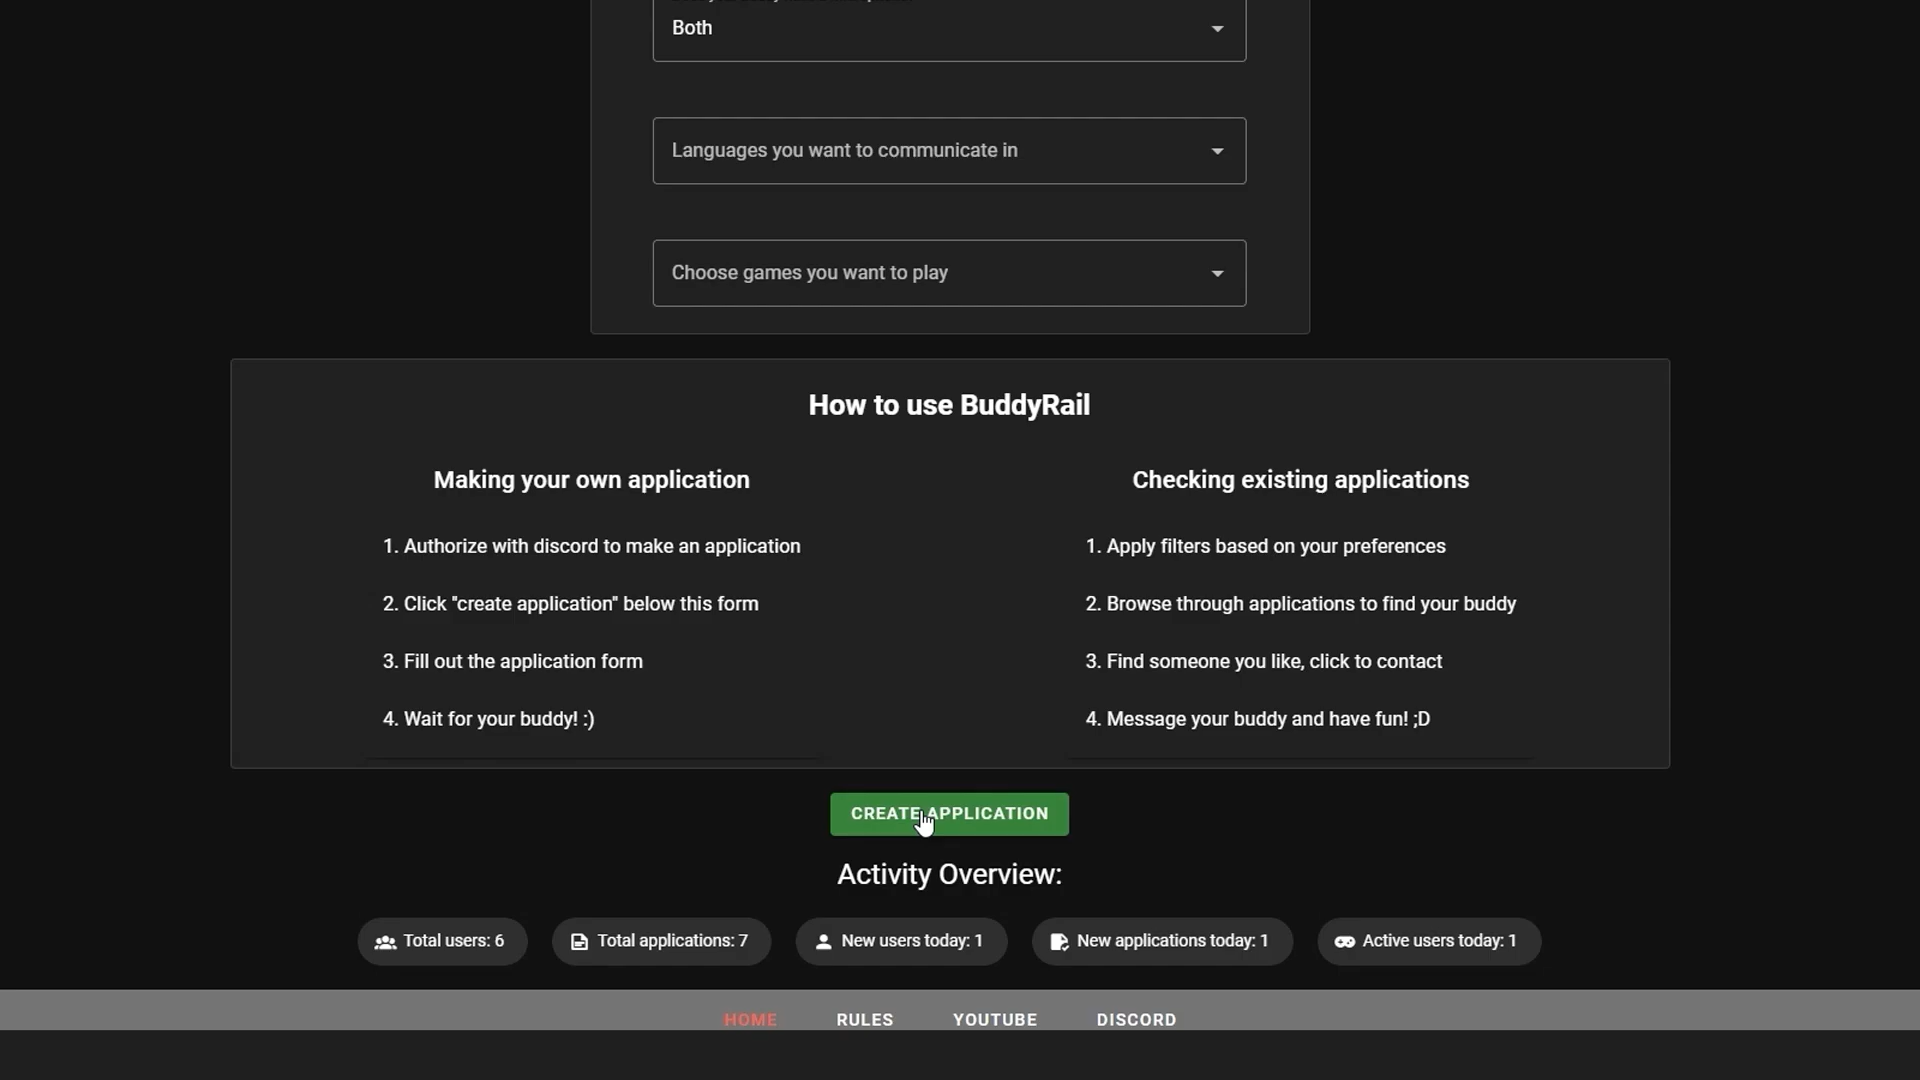 Both
Languages you want to communicate in
Choose games you want to play
How to use BuddyRail
Making your own application
1. Authorize with discord to make an application
2. Click "create application" below this form
3. Fill out the application form
4. Wait for your buddy! :)
Checking existing applications
1. Apply filters based on your preferences
2. Browse through applications to find your buddy
3. Find someone you like, click to contact
4. Message your buddy and have fun! ;D
CREATE APPLICATION
Activity Overview:
Total users: 6
Total applications: 7
New users today: 1
New applications today: 1
Active users today: 1
HOME
RULES
YOUTUBE
DISCORD